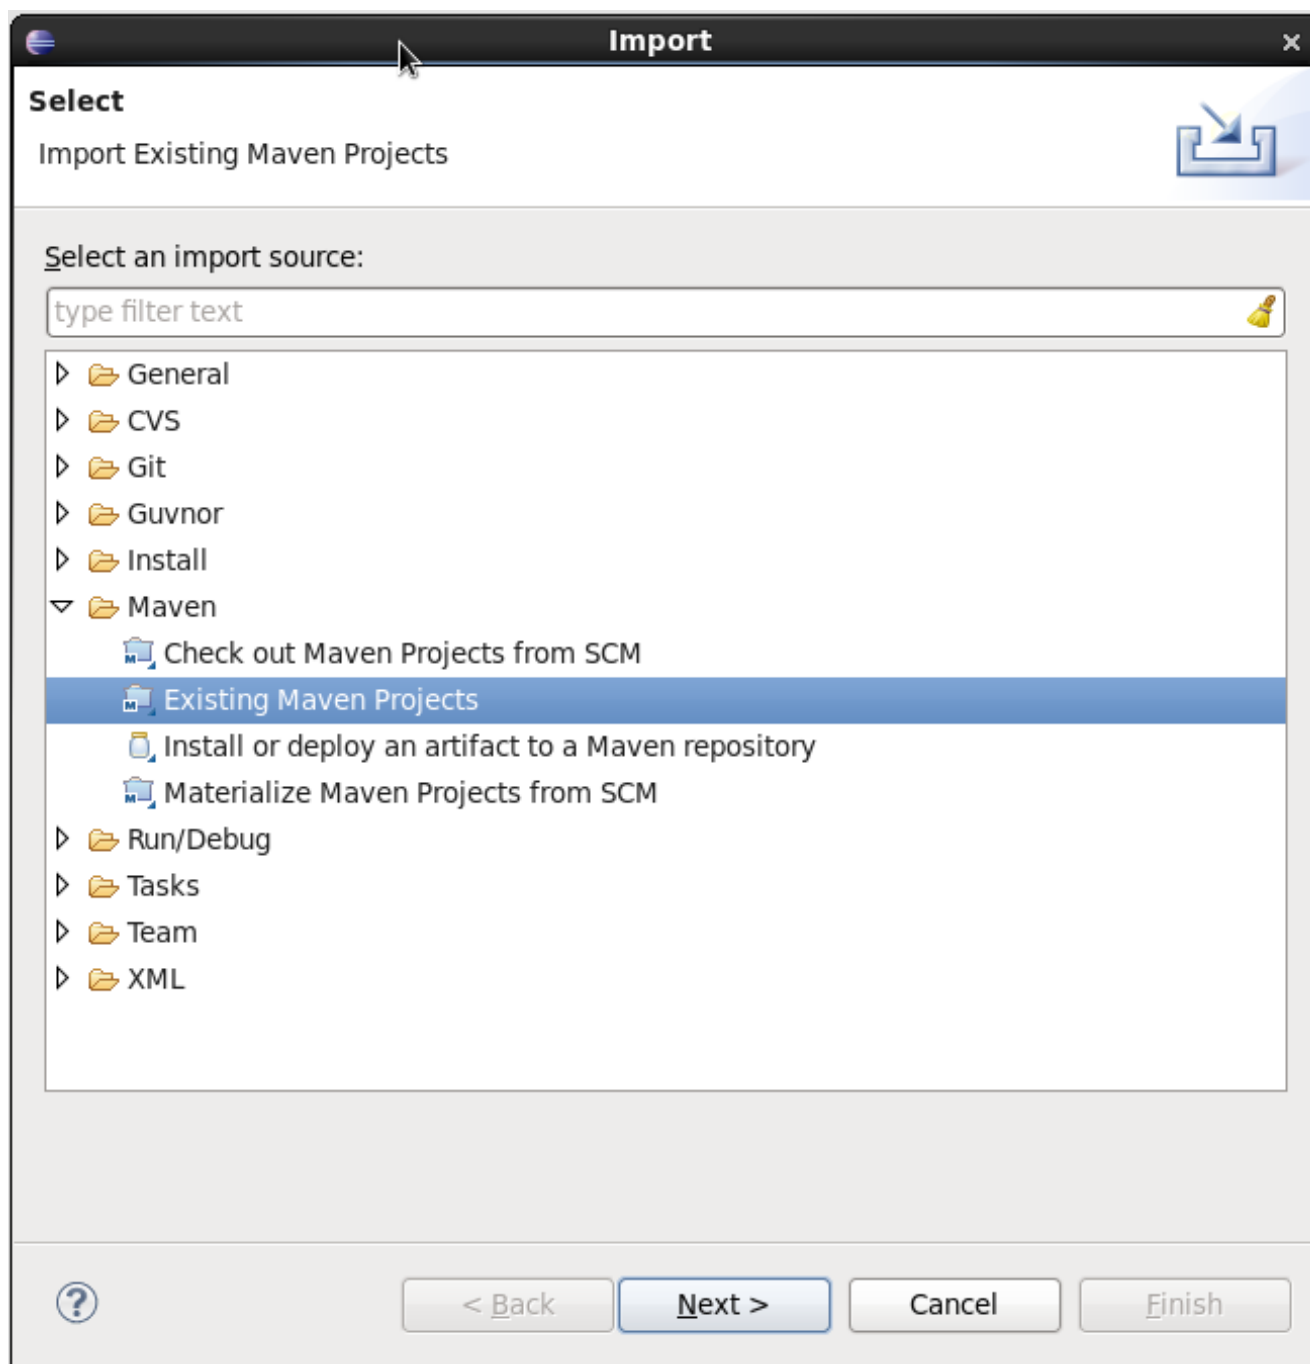 Import
Select
Import Existing Maven Projects
Select an import source:
type filter text
General
CVS
Git
Guvnor
Install
Maven
Check out Maven Projects from SCM
Existing Maven Projects
Install or deploy an artifact to a Maven repository
Materialize Maven Projects from SCM
Run/Debug
Tasks
Team
XML
< Back Next > Cancel Finish